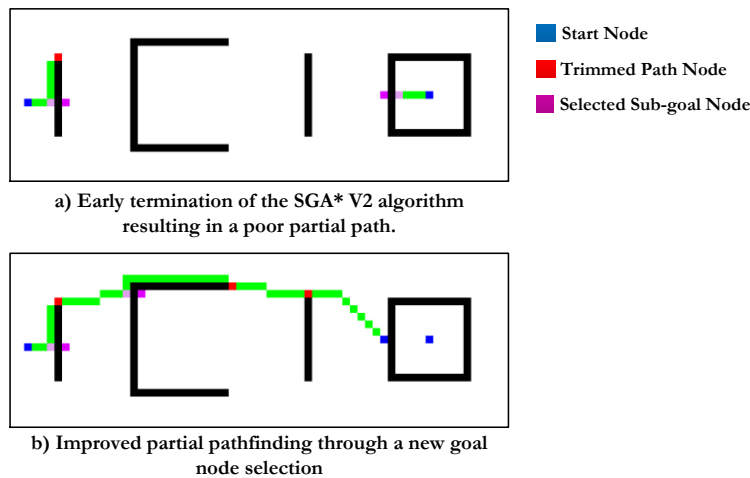 Start Node
Trimmed Path Node
Selected Sub-goal Node
a) Early termination of the SGA* V2 algorithm
resulting in a poor partial path.
b) Improved partial pathfinding through a new goal
node selection